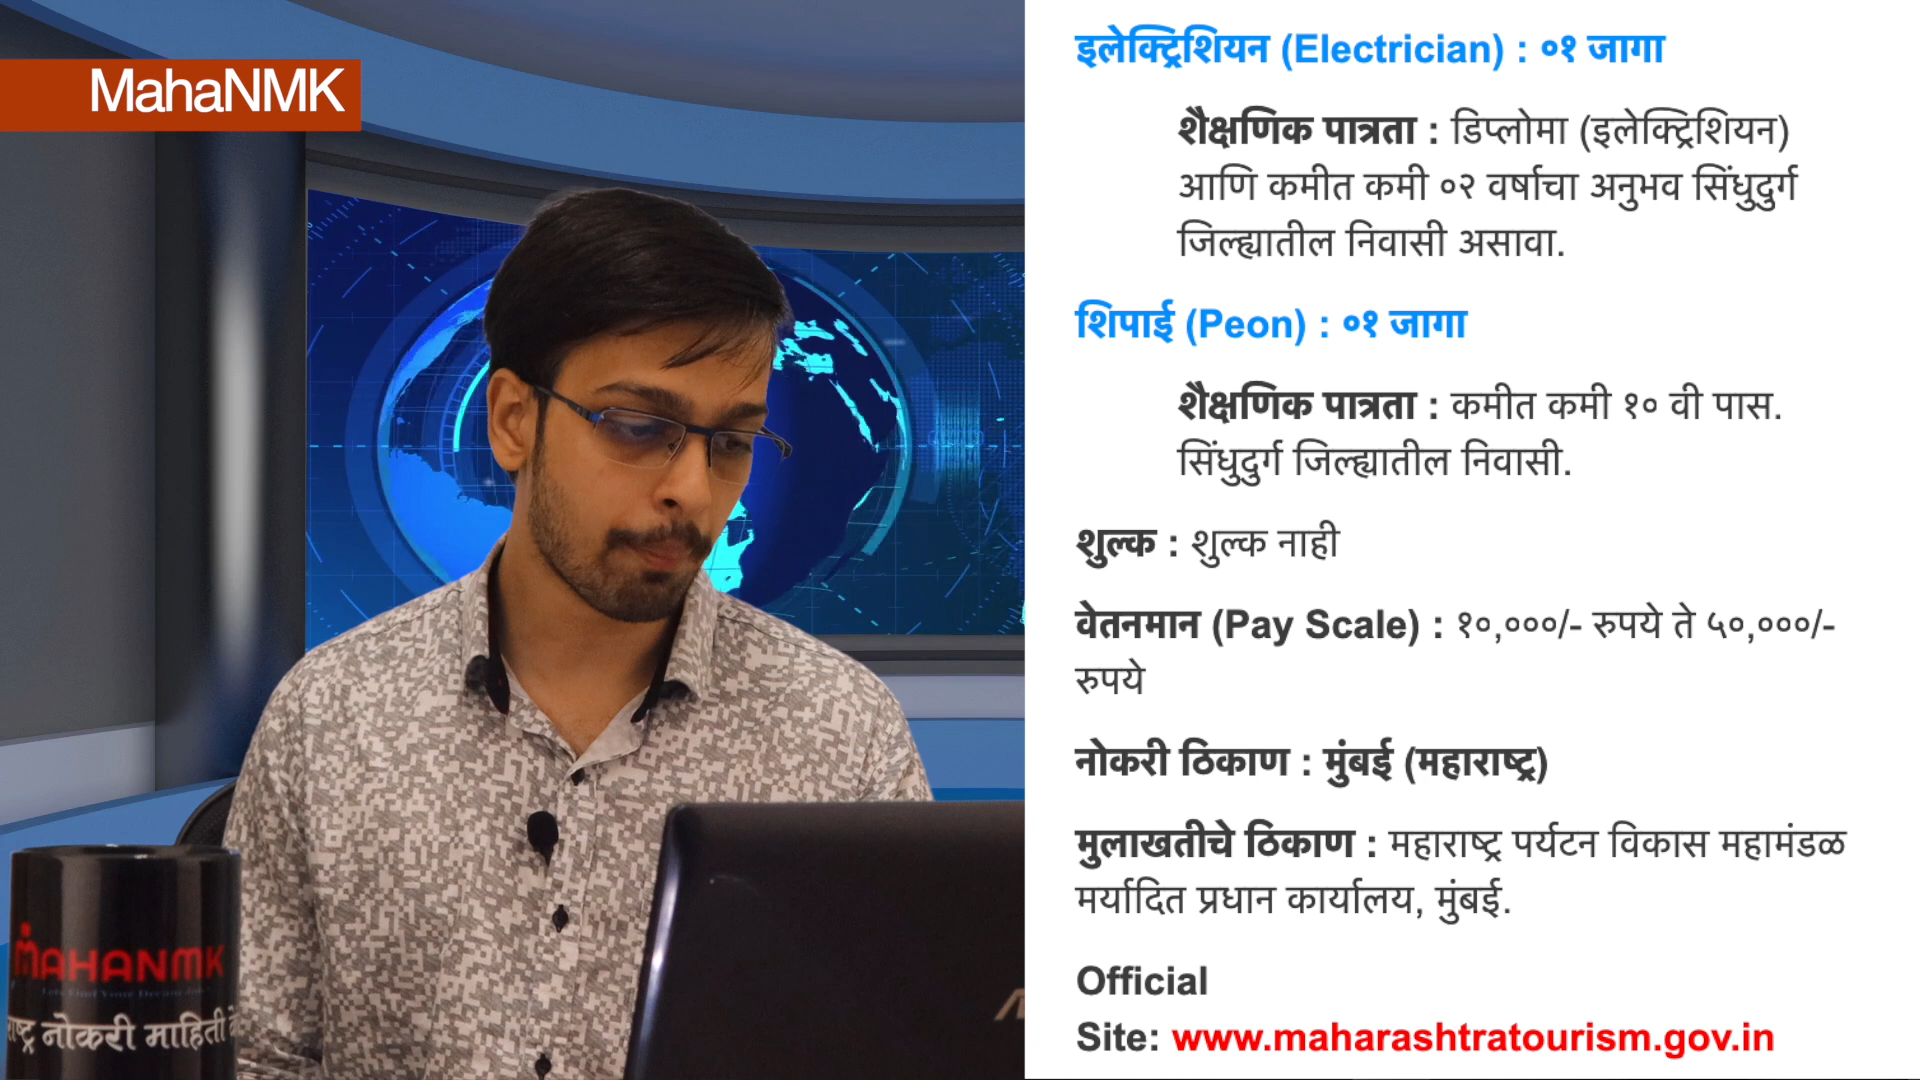 MahaNMK
इलेक्ट्रिशियन (Electrician) : ०१ जागा
शैक्षणिक पात्रता : डिप्लोमा (इलेक्ट्रिशियन)
आणि कमीत कमी ०२ वर्षाचा अनुभव सिंधुदुर्ग
जिल्ह्यातील निवासी असावा.
शिपाई (Peon) : ०१ जागा
शैक्षणिक पात्रता : कमीत कमी १० वी पास.
सिंधुदुर्ग जिल्ह्यातील निवासी.
शुल्क : शुल्क नाही
वेतनमान (Pay Scale) : १०,०००/- रुपये ते ५०,०००/-
रुपये
नोकरी ठिकाण : मुंबई (महाराष्ट्र)
मुलाखतीचे ठिकाण : महाराष्ट्र पर्यटन विकास महामंडळ
मर्यादित प्रधान कार्यालय, मुंबई.
Official
Site: www.maharashtratourism.gov.in
MAHANMK
नोकरी माहिती